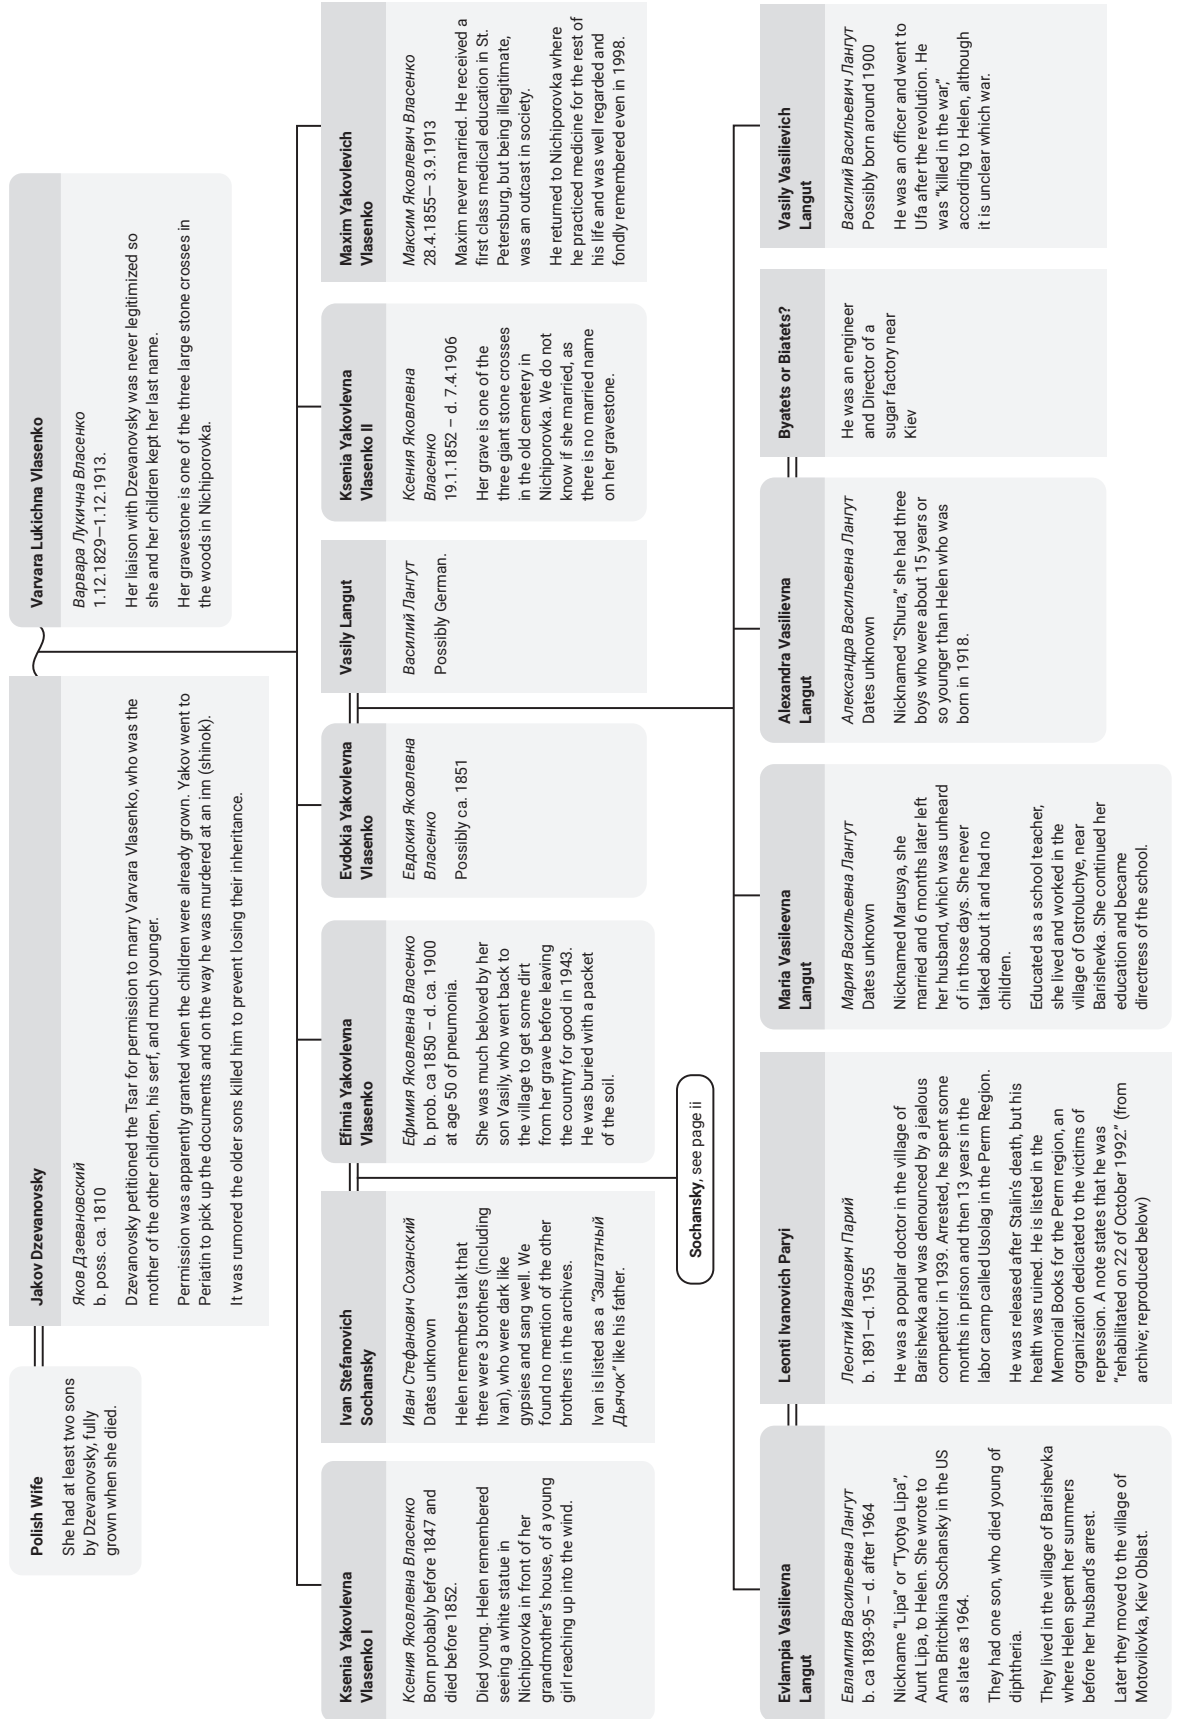 Polish Wife
She had at least two sons
by Dzevanovsky, fully
grown when she died.
Jakov Dzevanovsky
Яков Дзевановский
b. poss. ca. 1810
Dzevanovsky petitioned the Tsar for permission to marry Varvara Vlasenko, who was the
mother of the other children, his serf, and much younger.
Permission was apparently granted when the children were already grown. Yakov went to
Periatin to pick up the documents and on the way he was murdered at an inn (shinok).
It was rumored the older sons killed him to prevent losing their inheritance.
Varvara Lukichna Vlasenko
Варвара Лукична Власенко
1.12.1829—1.12.1913.
Her liaison with Dzevanovsky was never legitimized so
she and her children kept her last name.
Her gravestone is one of the three large stone crosses in
the woods in Nichiporovka.
Ksenia Yakovlevna
Vlasenko I
Ксения Яковлевна Власенко
Born probably before 1847 and
died before 1852.
Died young. Helen remembered
seeing a white statue in
Nichiporovka in front of her
grandmother’s house, of a young
girl reaching up into the wind.
Ivan Stefanovich
Sochansky
Иван Стефанович Соханский
Dates unknown
Helen remembers talk that
there were 3 brothers (including
Ivan), who were dark like
gypsies and sang well. We
found no mention of the other
brothers in the archives.
Ivan is listed as a “Заштатный
Дьячок” like his father.
Efimia Yakovlevna
Vlasenko
Ефимия Яковлевна Власенко
b. prob. ca 1850 – d. ca. 1900
at age 50 of pneumonia.
She was much beloved by her
son Vasily, who went back to
the village to get some dirt
from her grave before leaving
the country for good in 1943.
He was buried with a packet
of the soil.
Evdokia Yakovlevna
Vlasenko
Евдокия Яковлевна
Власенко
Possibly ca. 1851
Vasily Langut
Василий Лангут
Possibly German.
Ksenia Yakovlevna
Vlasenko II
Ксения Яковлевна
Власенко
19.1.1852 – d. 7.4.1906
Her grave is one of the
three giant stone crosses
in the old cemetery in
Nichiporovka. We do not
know if she married, as
there is no married name
on her gravestone.
Maxim Yakovlevich
Vlasenko
Максим Яковлевич Власенко
28.4.1855— 3.9.1913
Maxim never married. He received a
first class medical education in St.
Petersburg, but being illegitimate,
was an outcast in society.
He returned to Nichiporovka where
he practiced medicine for the rest of
his life and was well regarded and
fondly remembered even in 1998.
Sochansky, see page ii
Evlampia Vasilievna
Langut
Евлампия Васильевна Лангут
b. ca 1893-95 – d. after 1964
Nickname “Lipa” or “Tyotya Lipa”,
Aunt Lipa, to Helen. She wrote to
Anna Britchkina Sochansky in the US
as late as 1964.
They had one son, who died young of
diphtheria.
They lived in the village of Barishevka
where Helen spent her summers
before her husband’s arrest.
Later they moved to the village of
Motovilovka, Kiev Oblast.
Leonti Ivanovich Paryi
Леонтий Иванович Парий
b. 1891—d. 1955
He was a popular doctor in the village of
Barishevka and was denounced by a jealous
competitor in 1939. Arrested, he spent some
months in prison and then 13 years in the
labor camp called Usolag in the Perm Region.
He was released after Stalin’s death, but his
health was ruined. He is listed in the
Memorial Books for the Perm region, an
organization dedicated to the victims of
repression. A note states that he was
“rehabilitated on 22 of October 1992.” (from
archive; reproduced below)
Maria Vasileevna
Langut
Мария Васильевна Лангут
Dates unknown
Nicknamed Marusya, she
married and 6 months later left
her husband, which was unheard
of in those days. She never
talked about it and had no
children.
Educated as a school teacher,
she lived and worked in the
village of Ostroluchye, near
Barishevka. She continued her
education and became
directress of the school.
Alexandra Vasilievna
Langut
Александра Васильевна Лангут
Dates unknown
Nicknamed “Shura,” she had three
boys who were about 15 years or
so younger than Helen who was
born in 1918.
Byatets or Biatets?
He was an engineer
and Director of a
sugar factory near
Kiev
Vasily Vasilievich
Langut
Василий Васильевич Лангут
Possibly born around 1900
He was an officer and went to
Ufa after the revolution. He
was “killed in the war,”
according to Helen, although
it is unclear which war.